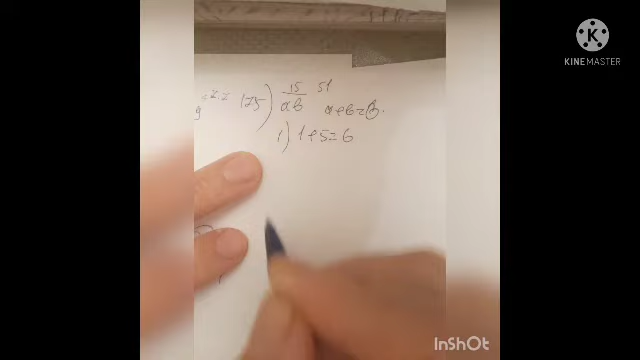 KINEMASTER
125) 15 51
ab a+b=6.
1) 1+5=6
InShOt